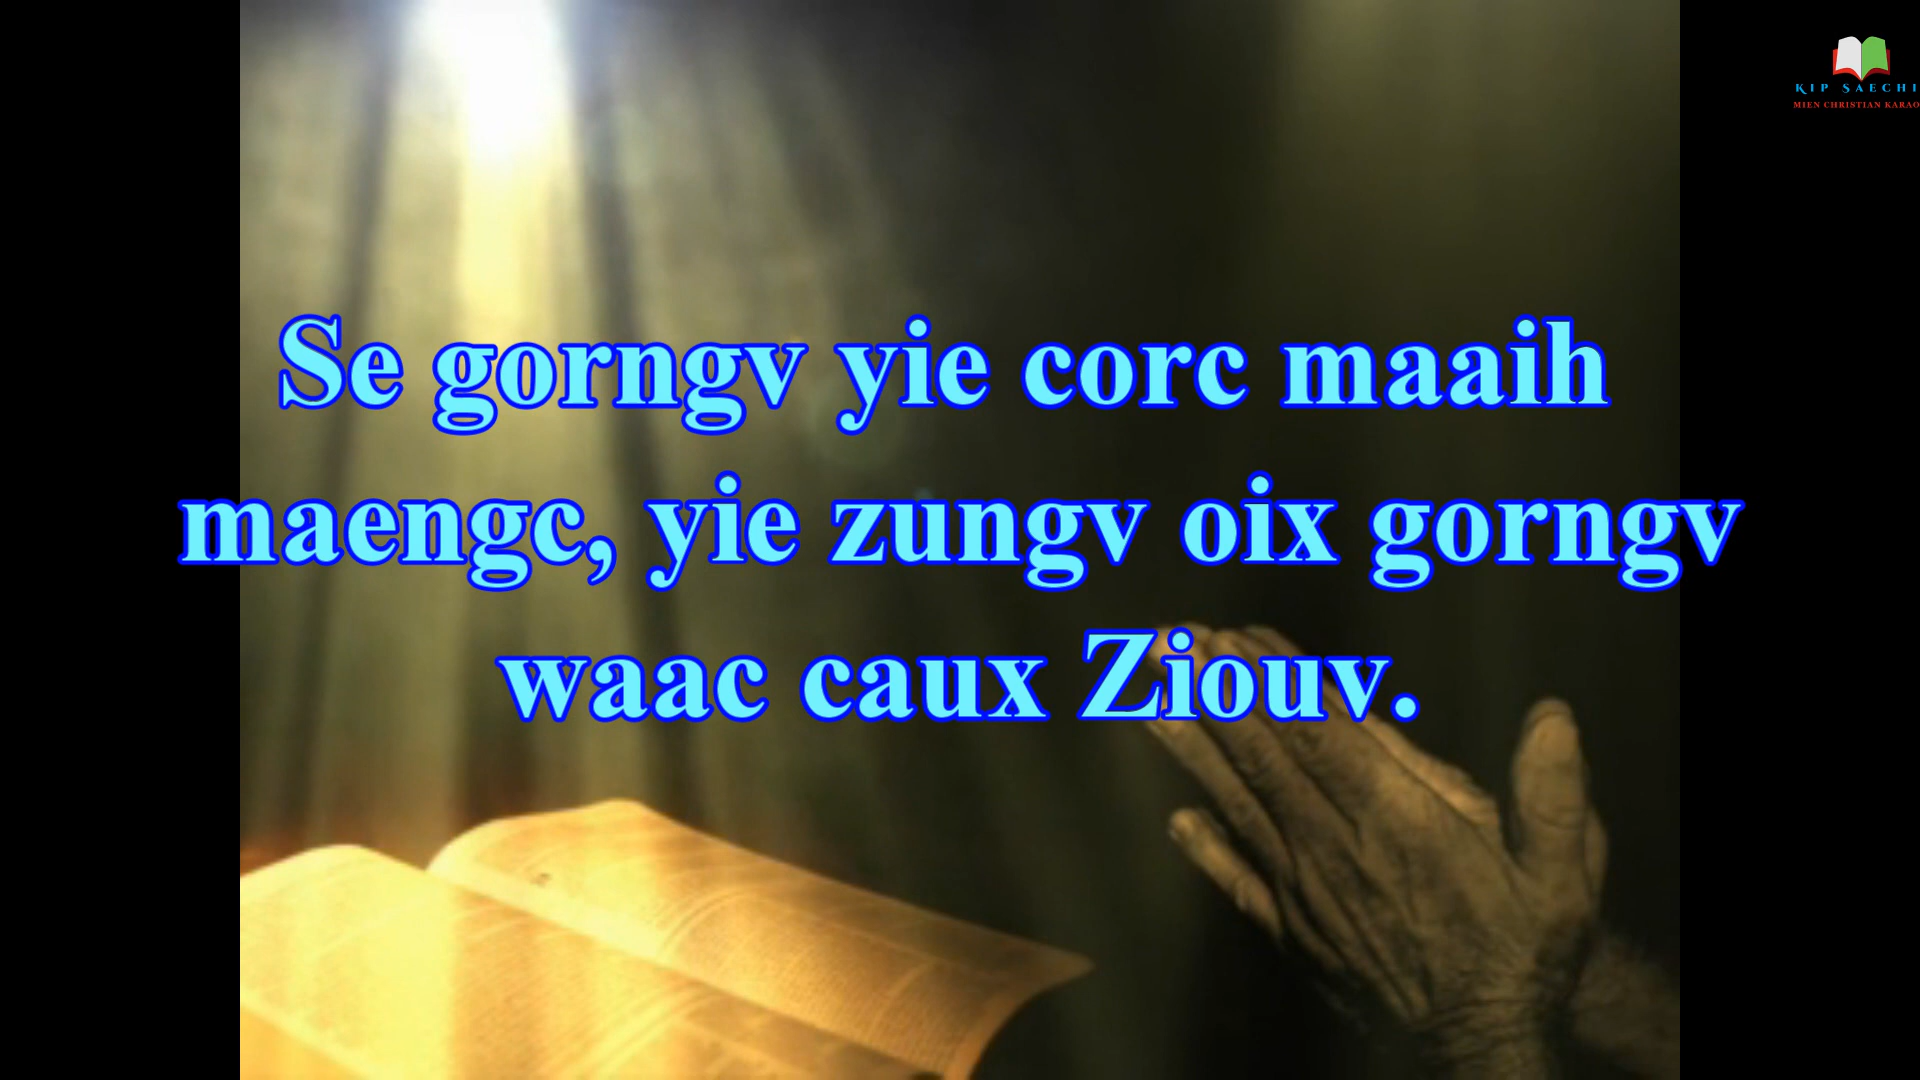 KIP SAECHI
MIEN CHRISTIAN KARAO
Se gorngv yie corc maaih
maengc, yie zungv oix gorngv
waac caux Ziouv.